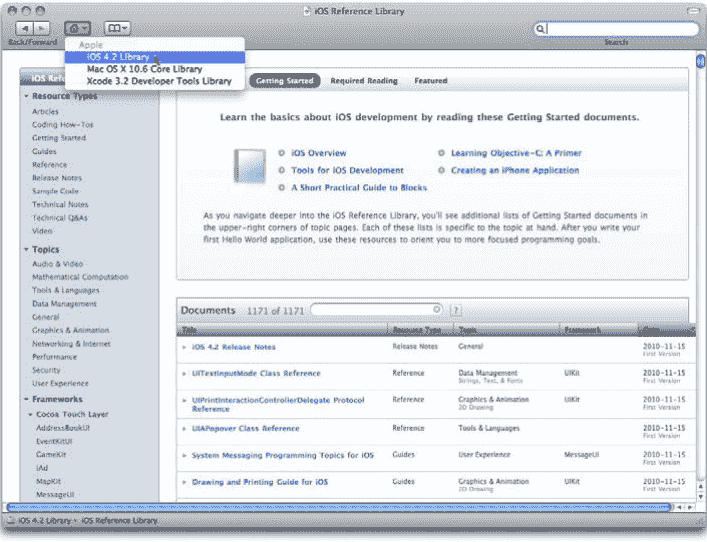 iOS Reference Library
Back/Forward
Search
Apple
iOS 4.2 Library
Mac OS X 10.6 Core Library
Xcode 3.2 Developer Tools Library
iOS Refe
Getting Started
Required Reading
Featured
Resource Types
Articles
Coding How-Tos
Getting Started
Guides
Reference
Release Notes
Sample Code
Technical Notes
Technical Q&As
Video
Topics
Audio & Video
Mathematical Computation
Tools & Languages
Data Management
General
Graphics & Animation
Networking & Internet
Performance
Security
User Experience
Frameworks
Cocoa Touch Layer
AddressBookUI
EventKitUI
GameKit
iAd
MapKit
MessageUI
Learn the basics about iOS development by reading these Getting Started documents.
iOS Overview
Learning Objective-C: A Primer
Tools for iOS Development
Creating an iPhone Application
A Short Practical Guide to Blocks
As you navigate deeper into the iOS Reference Library, you'll see additional lists of Getting Started documents in
the upper-right corners of topic pages. Each of these lists is specific to the topic at hand. After you write your
first Hello World application, use these resources to orient you to more focused programming goals.
Documents 1171 of 1171 ?
Title Resource Type Topic Framework Date
iOS 4.2 Release Notes Release Notes General 2010-11-15
First Version
UITextInputMode Class Reference Reference Data Management UIKit 2010-11-15
Strings, Text, & Fonts First Version
UIPrintInteractionControllerDelegate Protocol Reference Graphics & Animation UIKit 2010-11-15
Reference 2D Drawing First Version
UIAPopover Class Reference Reference Tools & Languages 2010-11-15
First Version
System Messaging Programming Topics for iOS Guides User Experience MessageUI 2010-11-15
First Version
Drawing and Printing Guide for iOS Guides Graphics & Animation UIKit 2010-11-15
2D Drawing First Version
iOS 4.2 Library iOS Reference Library